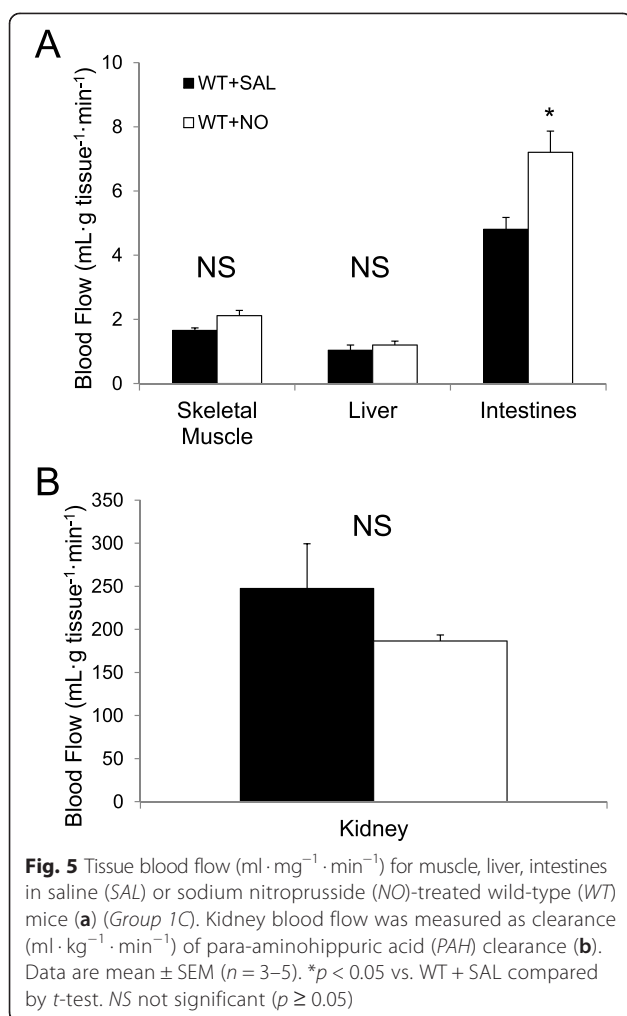 A
Blood Flow (mL·g tissue⁻¹·min⁻¹)
10
8
6
4
2
0
WT+SAL
WT+NO
NS
NS
*
Skeletal
Muscle
Liver
Intestines
B
Blood Flow (mL·g tissue⁻¹·min⁻¹)
350
300
250
200
150
100
50
0
NS
Kidney
Fig. 5 Tissue blood flow (ml · mg⁻¹ · min⁻¹) for muscle, liver, intestines
in saline (SAL) or sodium nitroprusside (NO)-treated wild-type (WT)
mice (a) (Group 1C). Kidney blood flow was measured as clearance
(ml · kg⁻¹ · min⁻¹) of para-aminohippuric acid (PAH) clearance (b).
Data are mean ± SEM (n = 3–5). *p < 0.05 vs. WT + SAL compared
by t-test. NS not significant (p ≥ 0.05)